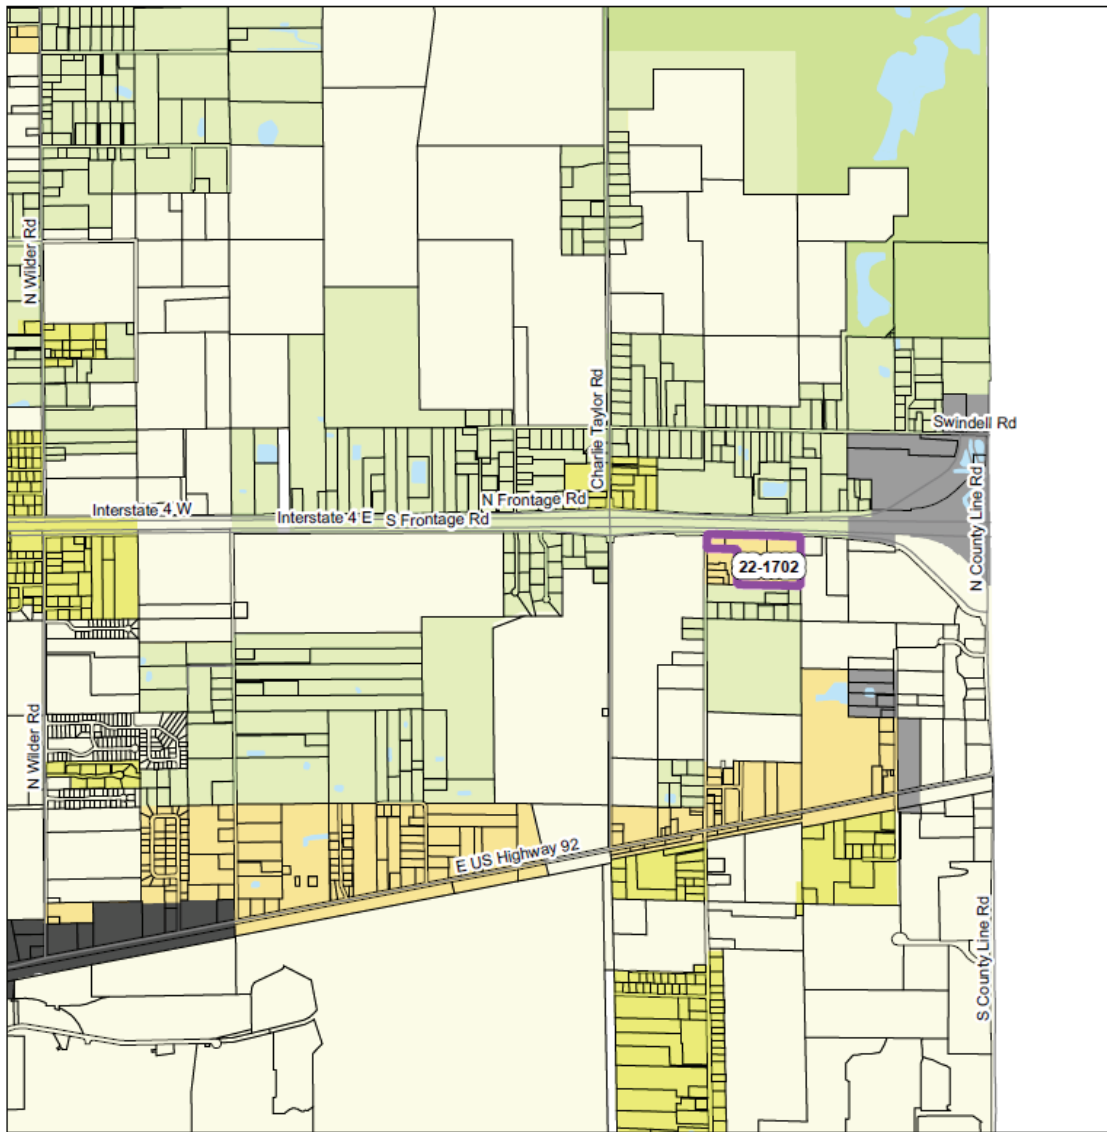 N Wilder Rd
Charlie Taylor Rd
Swindell Rd
N County Line Rd
N Frontage Rd
Interstate 4 W
Interstate 4 E
S Frontage Rd
22-1702
N Wilder Rd
E US Highway 92
S County Line Rd